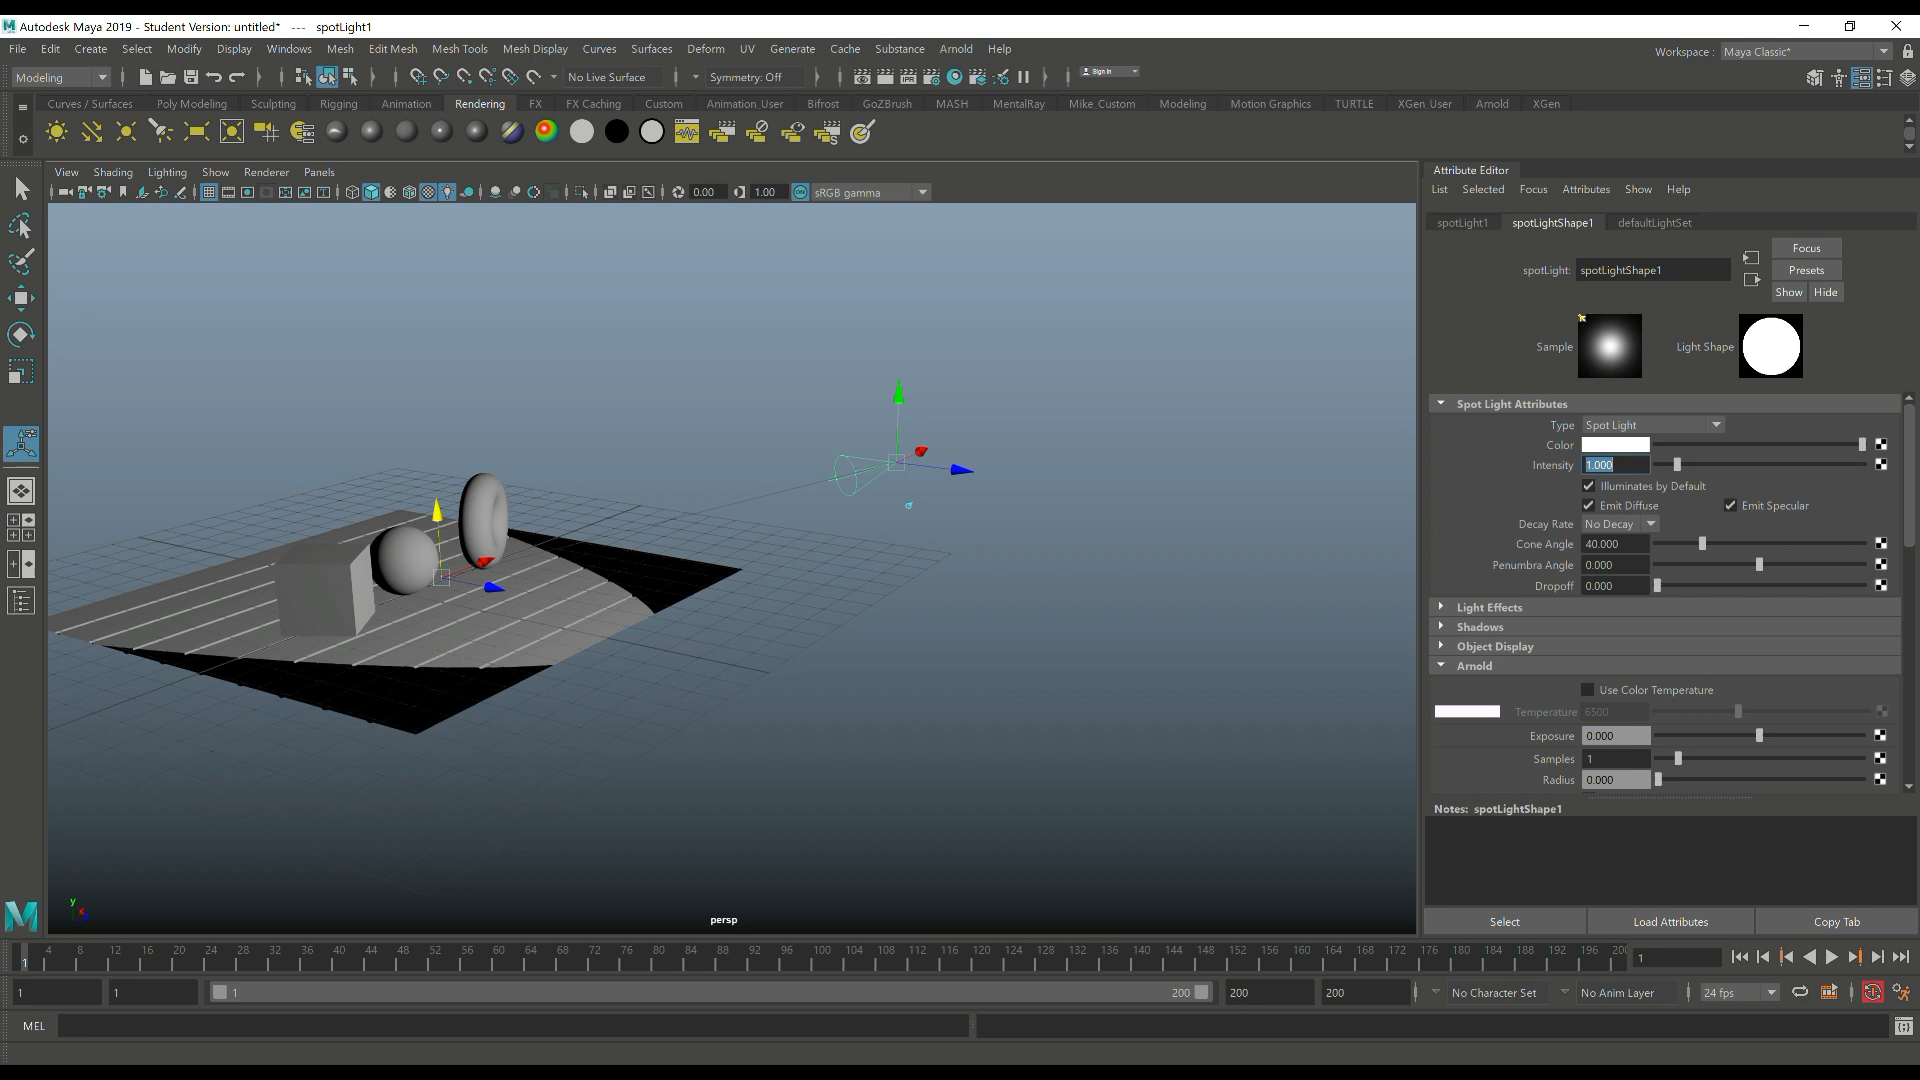 Autodesk Maya 2019 - Student Version: untitled* --- spotLight1
File Edit Create Select Modify Display Windows Mesh Edit Mesh Mesh Tools Mesh Display Curves Surfaces Deform UV Generate Cache Substance Arnold Help
Workspace : Maya Classic*
Modeling No Live Surface Symmetry: Off IPR Sign In
Curves / Surfaces Poly Modeling Sculpting Rigging Animation Rendering FX FX Caching Custom Animation_User Bifrost GoZBrush MASH MentalRay Mike_Custom Modeling Motion Graphics TURTLE XGen_User Arnold XGen
View Shading Lighting Show Renderer Panels
0.00 1.00 ON sRGB gamma
persp
y
Attribute Editor
List Selected Focus Attributes Show Help
spotLight1 spotLightShape1 defaultLightSet
spotLight: spotLightShape1
Focus
Presets
Show Hide
Sample Light Shape
Spot Light Attributes
Type Spot Light
Color
Intensity 1.000
Illuminates by Default
Emit Diffuse Emit Specular
Decay Rate No Decay
Cone Angle 40.000
Penumbra Angle 0.000
Dropoff 0.000
Light Effects
Shadows
Object Display
Arnold
Use Color Temperature
Temperature 6500
Exposure 0.000
Samples 1
Radius 0.000
Notes: spotLightShape1
Select Load Attributes Copy Tab
1 4 8 12 16 20 24 28 32 36 40 44 48 52 56 60 64 68 72 76 80 84 88 92 96 100 104 108 112 116 120 124 128 132 136 140 144 148 152 156 160 164 168 172 176 180 184 188 192 196 200 1
1 1 1 200 200 200 No Character Set No Anim Layer 24 fps
MEL